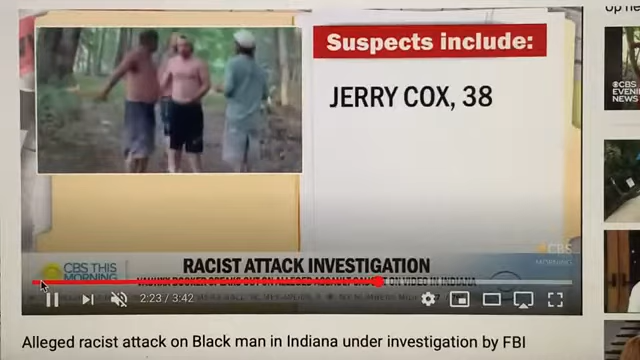 Suspects include:
JERRY COX, 38
CBS
MORNING
RACIST ATTACK INVESTIGATION
CBS THIS
MORNING
ON VIDEO IN INDIANA
2:23 / 3:42
Alleged racist attack on Black man in Indiana under investigation by FBI
CBS
EVENING
NEWS